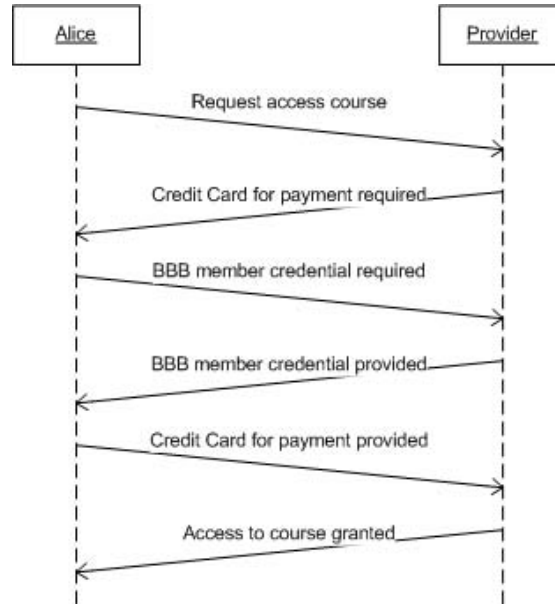 Alice
Provider
Request access course
Credit Card for payment required
BBB member credential required
BBB member credential provided
Credit Card for payment provided
Access to course granted